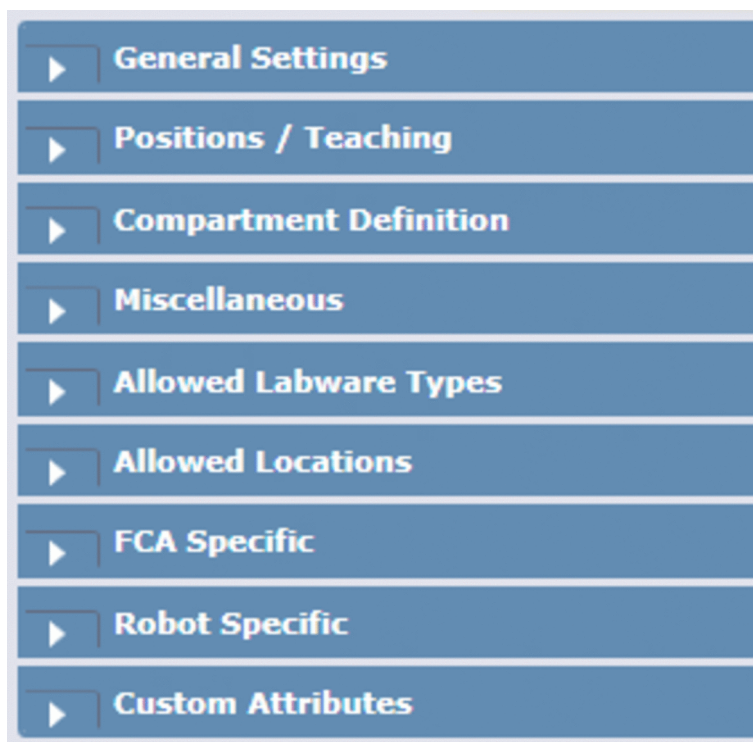 General Settings
Positions / Teaching
Compartment Definition
Miscellaneous
Allowed Labware Types
Allowed Locations
FCA Specific
Robot Specific
Custom Attributes